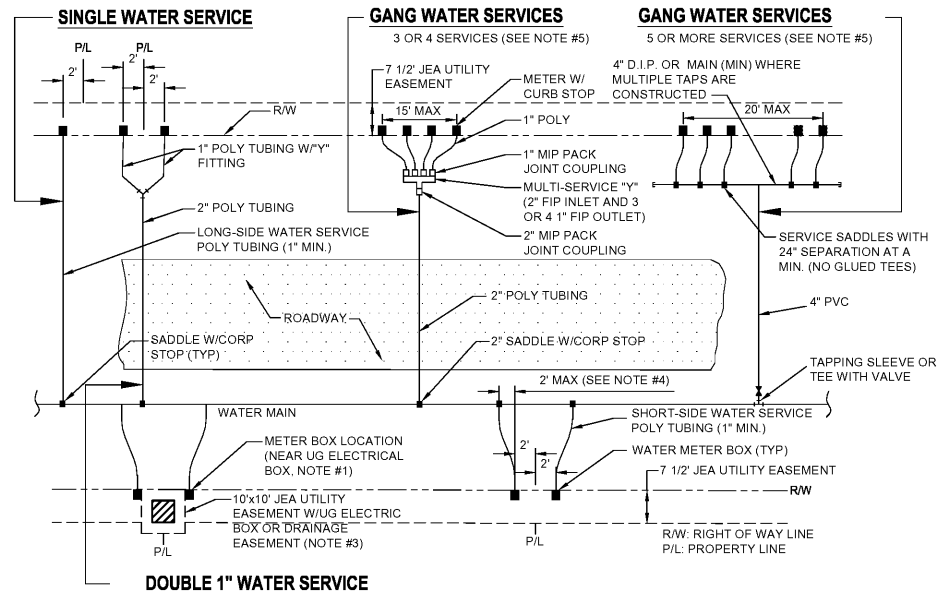 SINGLE WATER SERVICE
GANG WATER SERVICES
3 OR 4 SERVICES (SEE NOTE #5)
GANG WATER SERVICES
5 OR MORE SERVICES (SEE NOTE #5)
P/L
P/L
2'
2'
2'
R/W
7 1/2' JEA UTILITY
EASEMENT
15' MAX
METER W/
CURB STOP
1" POLY
4" D.I.P. OR MAIN (MIN) WHERE
MULTIPLE TAPS ARE
CONSTRUCTED
20' MAX
1" POLY TUBING W/"Y"
FITTING
1" MIP PACK
JOINT COUPLING
MULTI-SERVICE "Y"
(2" FIP INLET AND 3
OR 4 1" FIP OUTLET)
2" MIP PACK
JOINT COUPLING
2" POLY TUBING
LONG-SIDE WATER SERVICE
POLY TUBING (1" MIN.)
SERVICE SADDLES WITH
24" SEPARATION AT A
MIN. (NO GLUED TEES)
2" POLY TUBING
4" PVC
ROADWAY
SADDLE W/CORP
STOP (TYP)
2" SADDLE W/CORP STOP
TAPPING SLEEVE OR
TEE WITH VALVE
2' MAX (SEE NOTE #4)
WATER MAIN
SHORT-SIDE WATER SERVICE
POLY TUBING (1" MIN.)
METER BOX LOCATION
(NEAR UG ELECTRICAL
BOX, NOTE #1)
2'
2'
WATER METER BOX (TYP)
7 1/2' JEA UTILITY EASEMENT
R/W
10'x10' JEA UTILITY
EASEMENT W/UG ELECTRIC
BOX OR DRAINAGE
EASEMENT (NOTE #3)
P/L
P/L
R/W: RIGHT OF WAY LINE
P/L: PROPERTY LINE
DOUBLE 1" WATER SERVICE